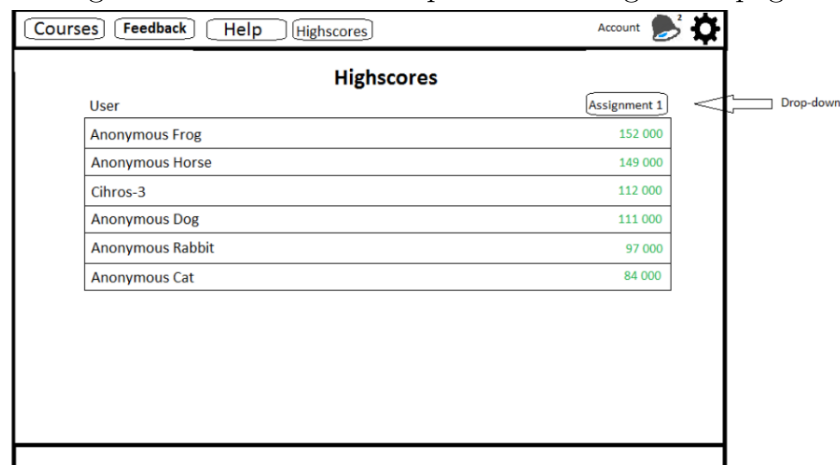 Courses Feedback Help Highscores Account 2
Highscores
User Assignment 1 Drop-down
Anonymous Frog 152 000
Anonymous Horse 149 000
Cihros-3 112 000
Anonymous Dog 111 000
Anonymous Rabbit 97 000
Anonymous Cat 84 000